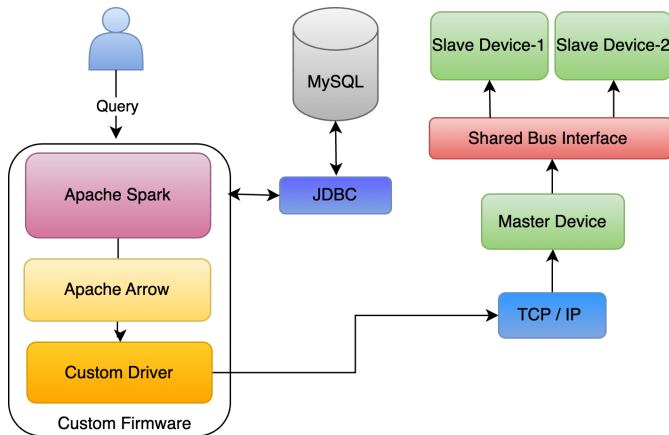 Query
MySQL
Slave Device-1
Slave Device-2
Shared Bus Interface
Apache Spark
JDBC
Master Device
Apache Arrow
TCP / IP
Custom Driver
Custom Firmware